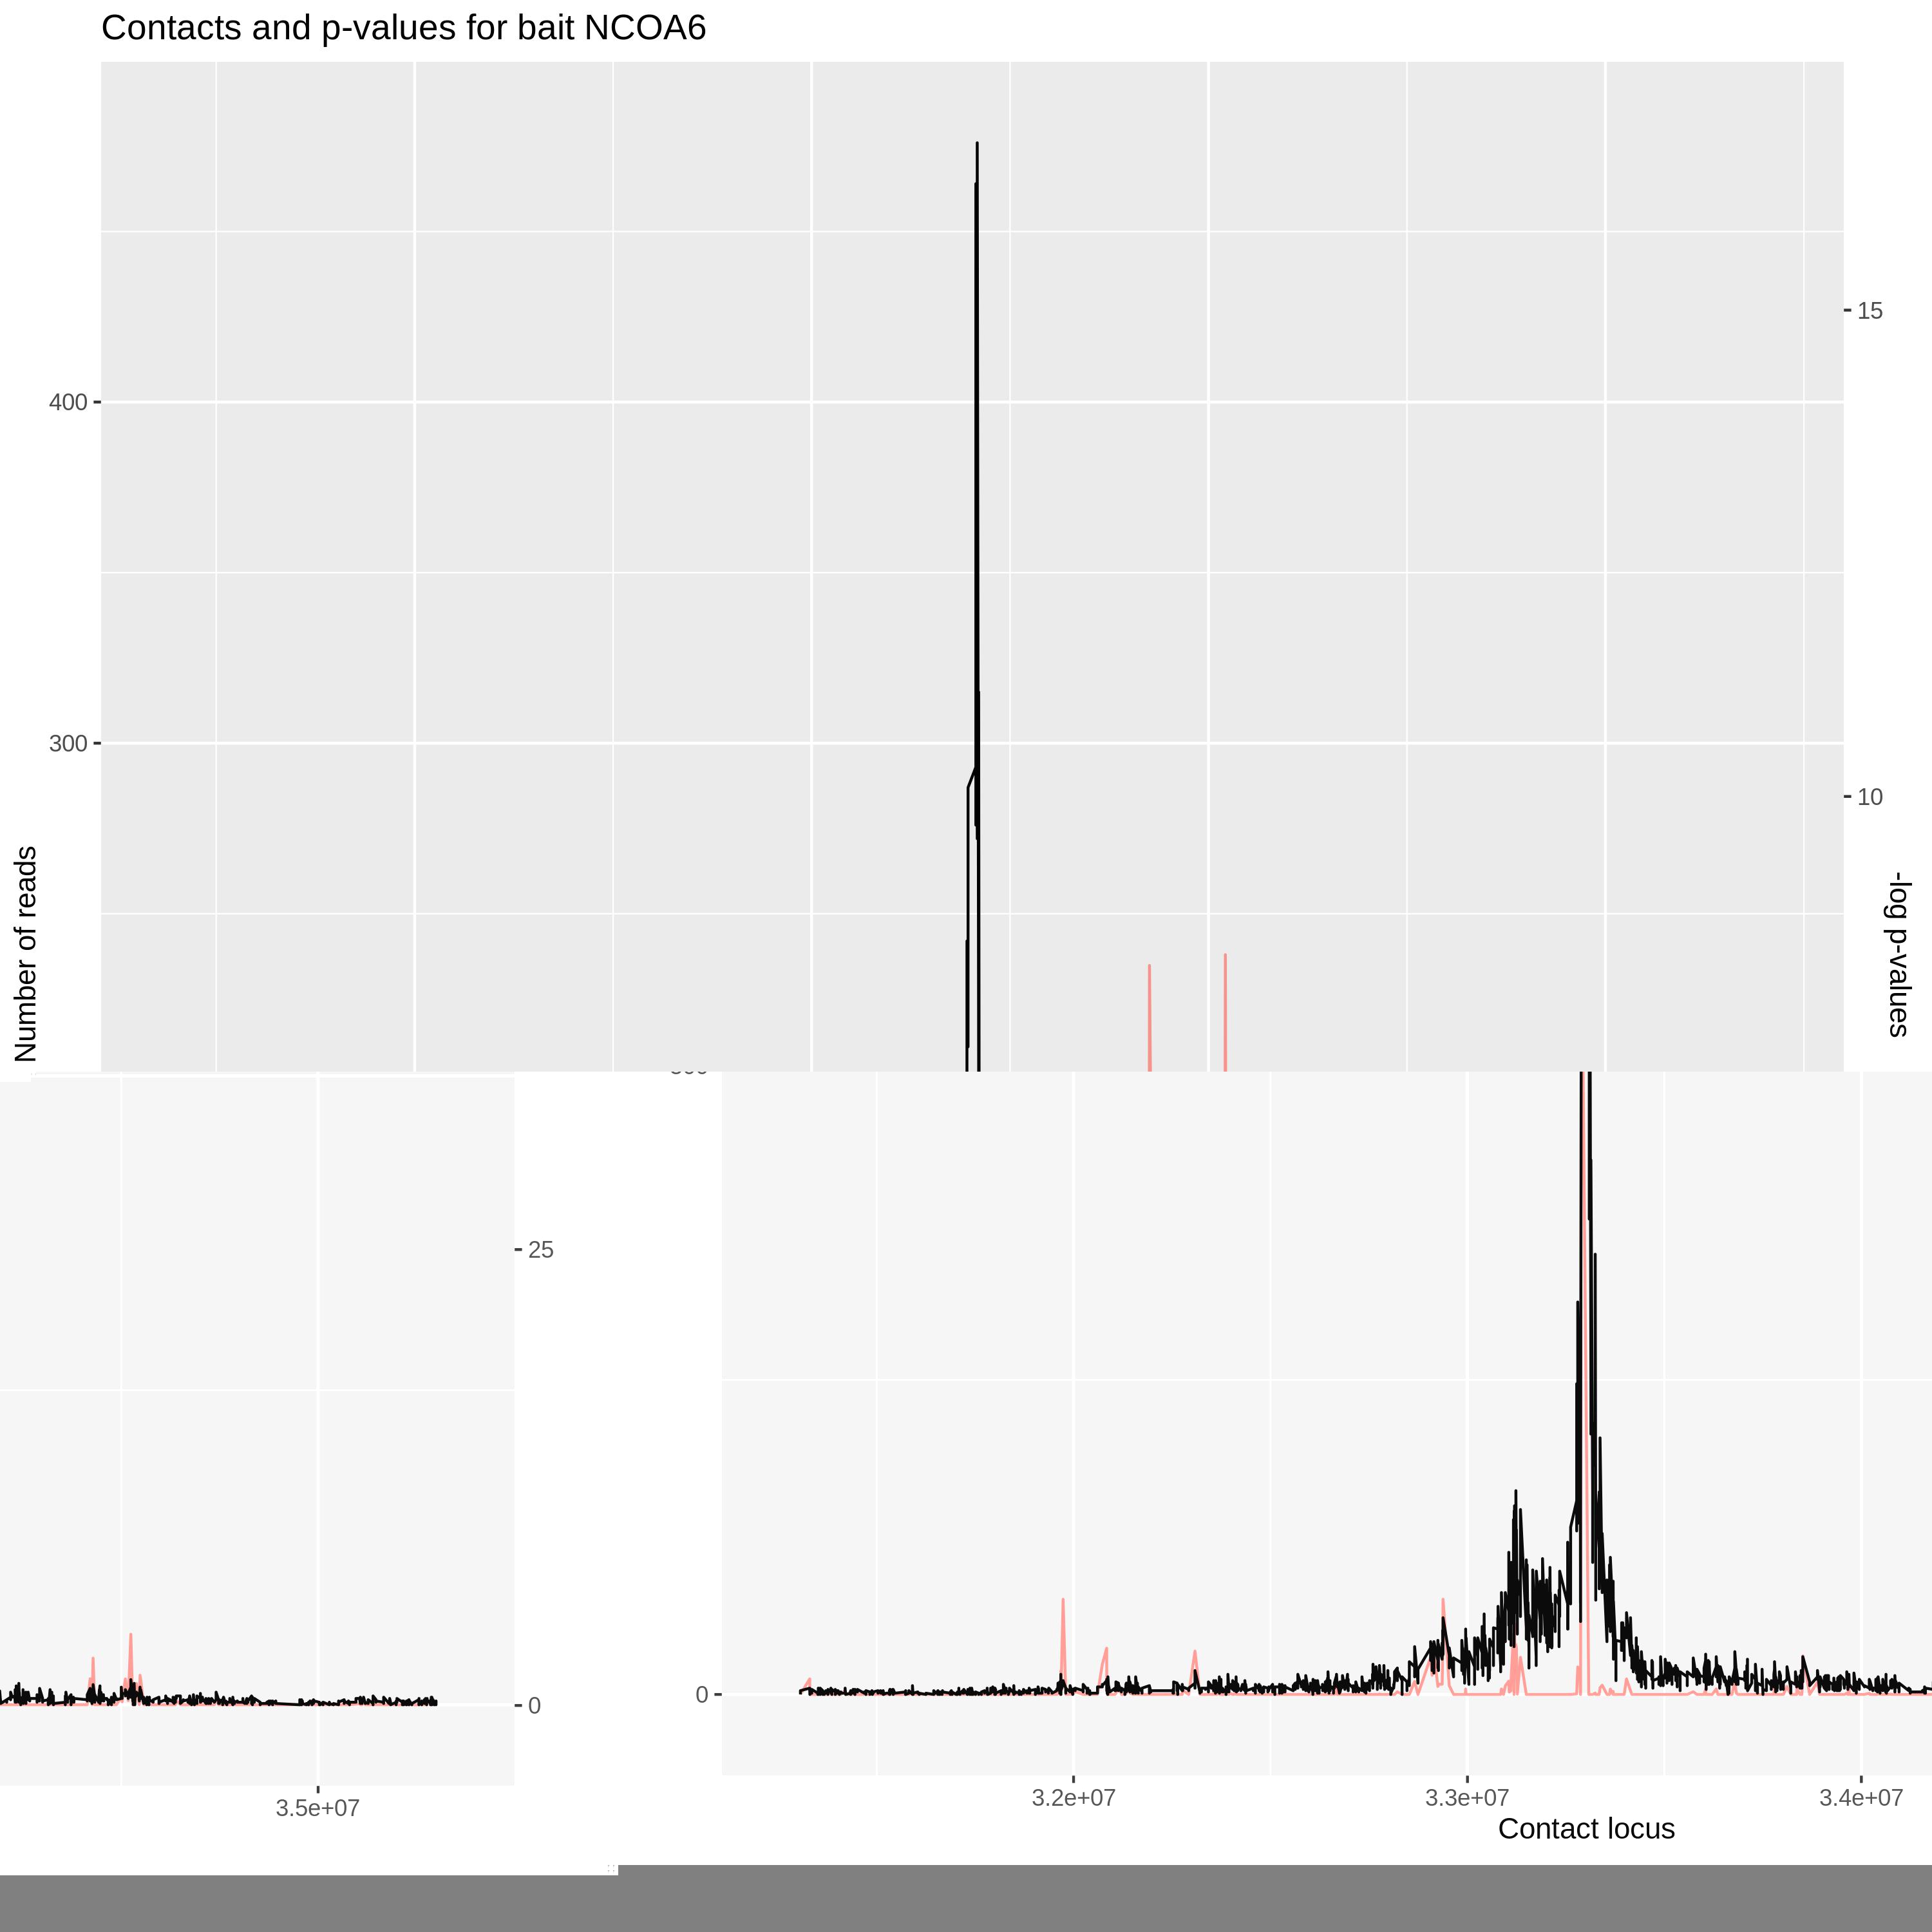 Contacts and p-values for bait NCOA6
15
400
300
10
Number of reads
-log p-values
25
0
0
3.5e+07
3.2e+07
3.3e+07
3.4e+07
Contact locus